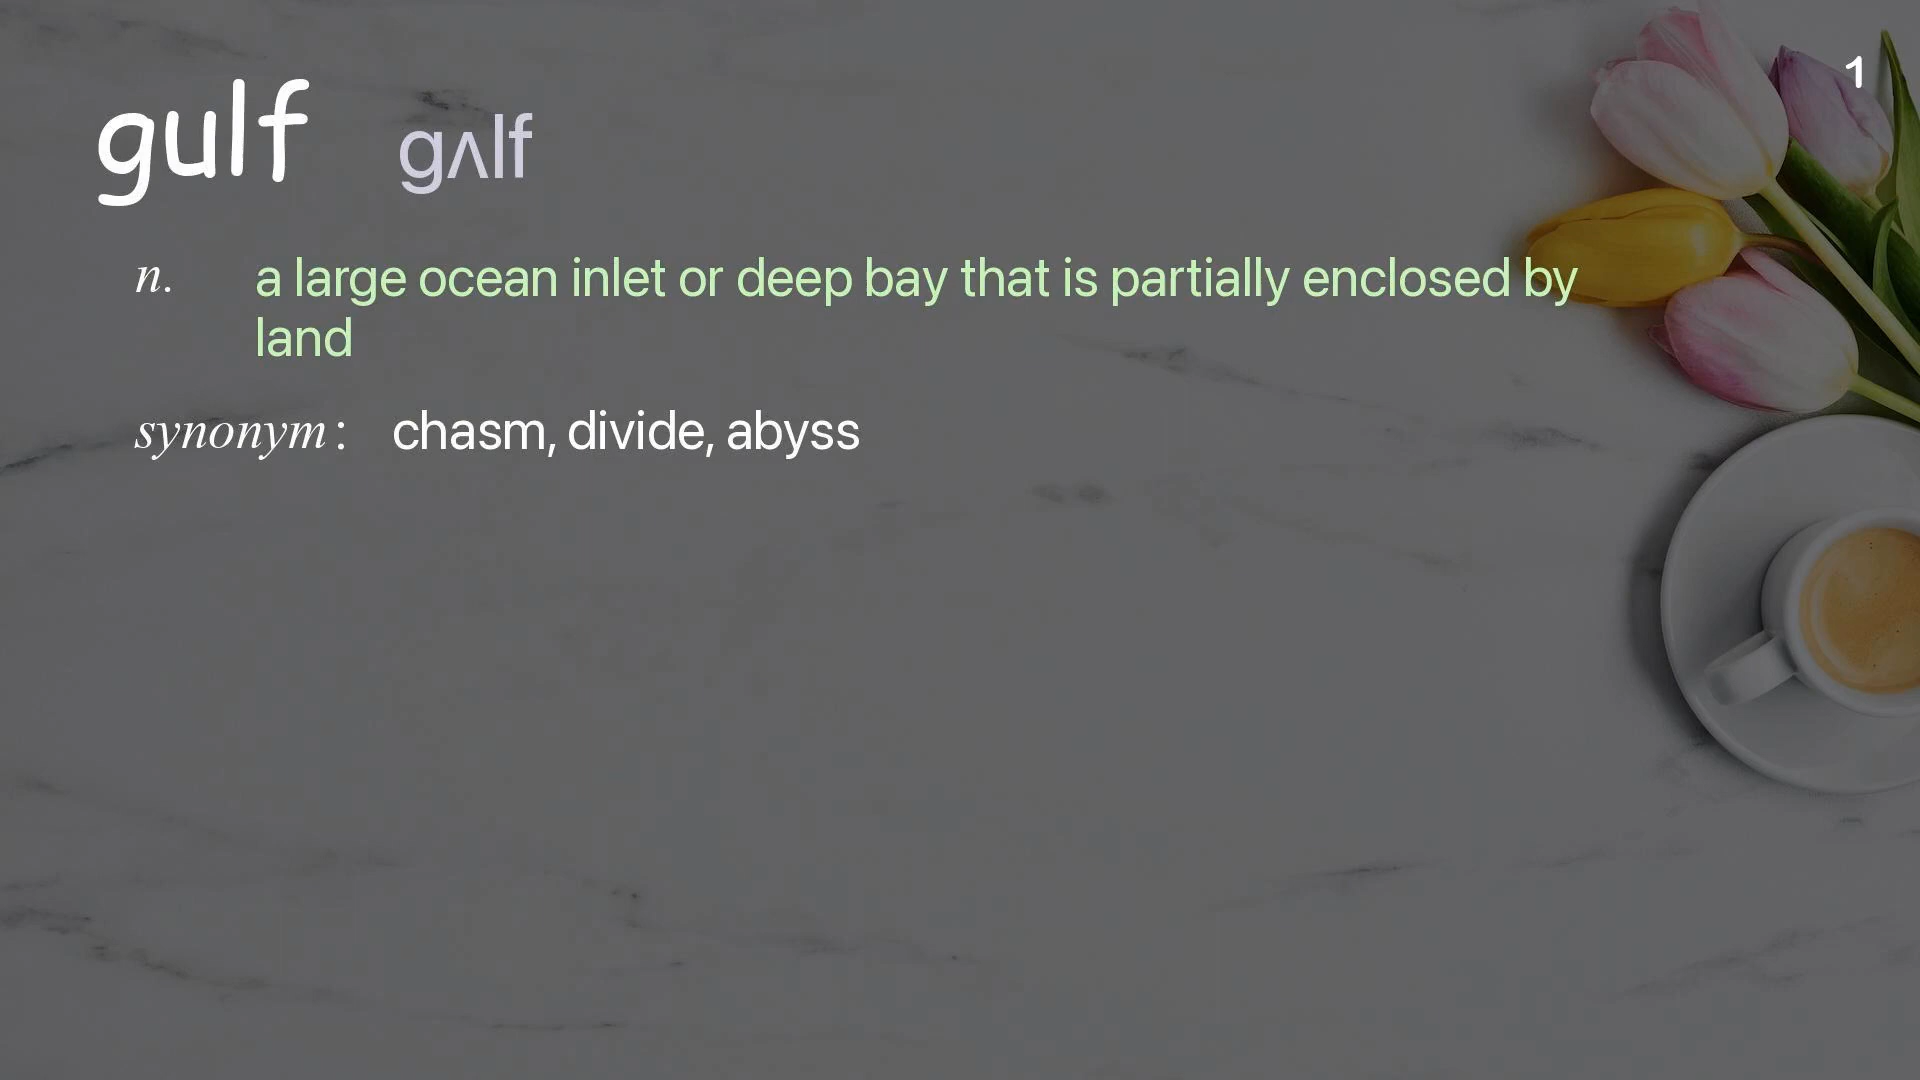 1
gulf gʌlf
n. a large ocean inlet or deep bay that is partially enclosed by
land
synonym: chasm, divide, abyss